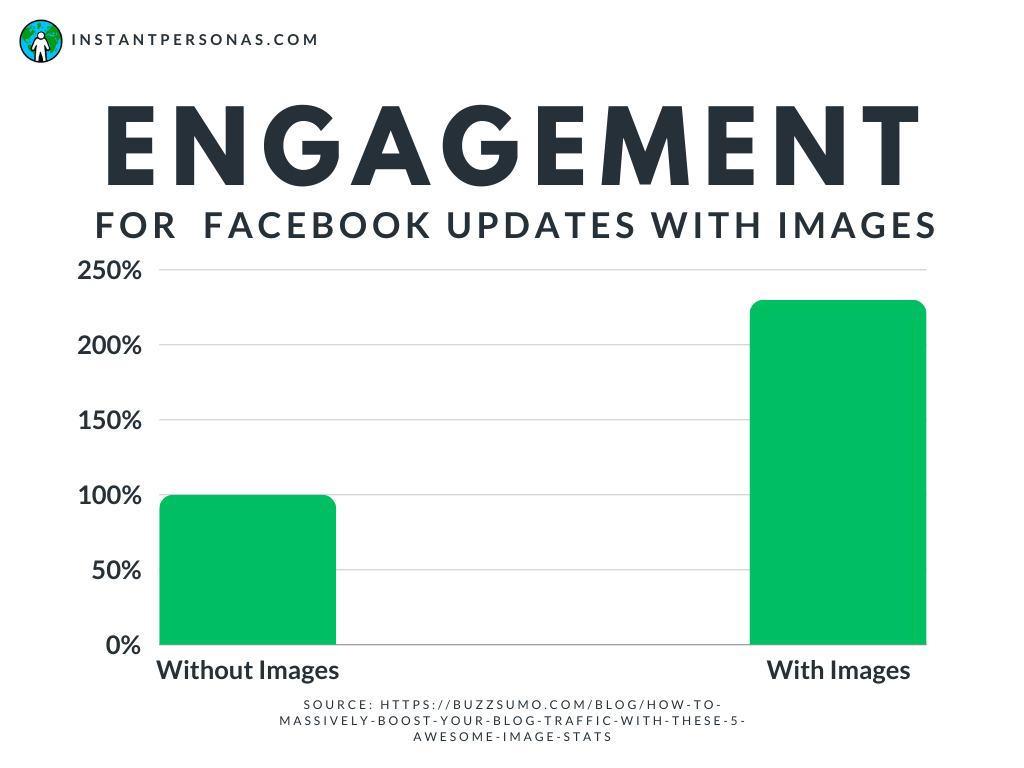 INSTANTPERSONAS.COM
ENGAGEMENT
FOR FACEBOOK UPDATES WITH IMAGES
250%
200%
150%
100%
50%
0%
Without Images
With Images
SOURCE: HTTPS://BUZZSUMO.COM/BLOG/HOW-TO-
MASSIVELY-BOOST-YOUR-BLOG-TRAFFIC-WITH-THESE-5-
AWESOME-IMAGE-STATS